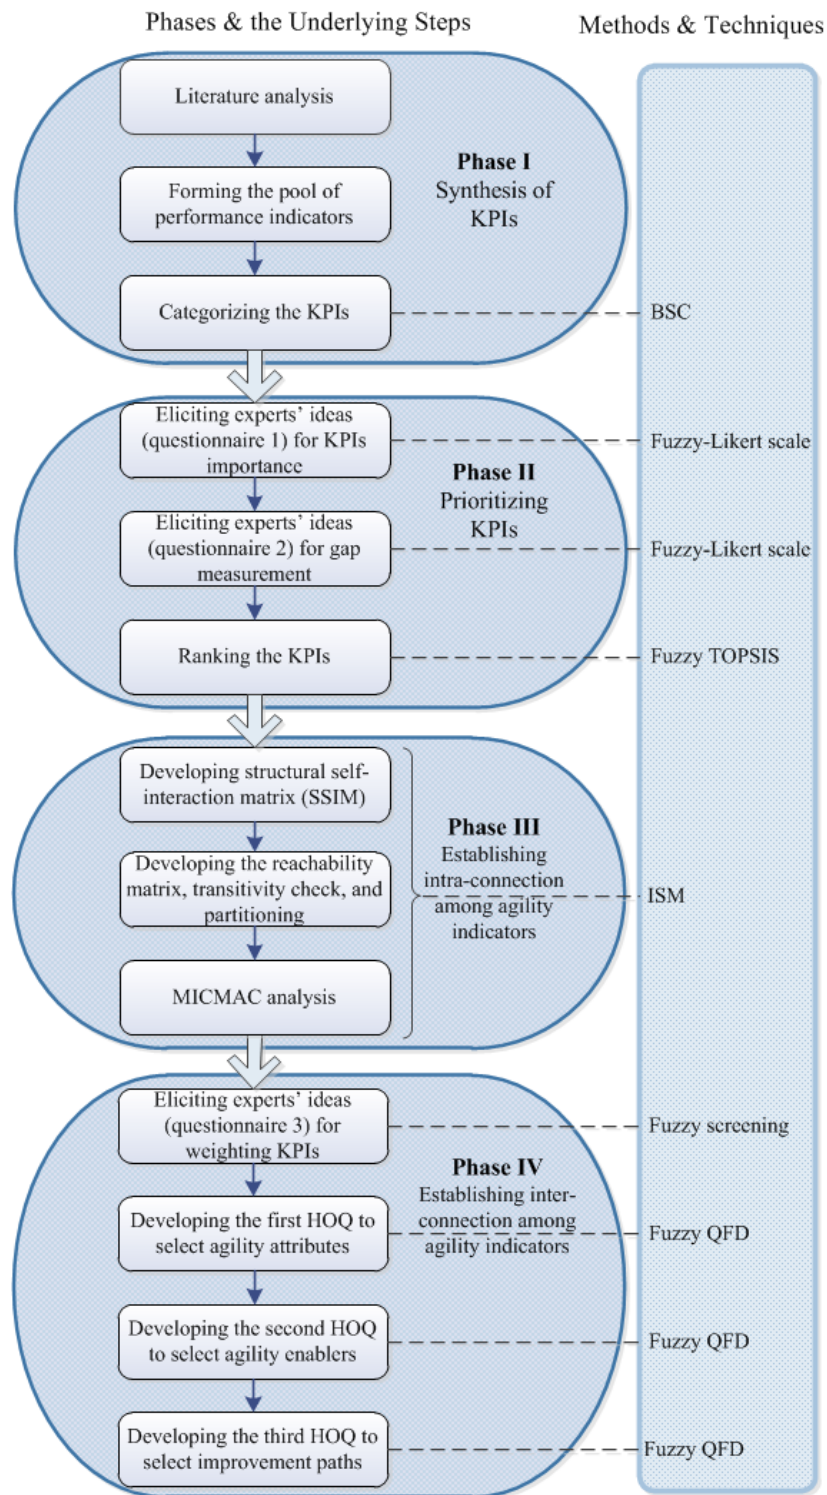 Phases & the Underlying Steps
Methods & Techniques
Literature analysis
Forming the pool of
performance indicators
Categorizing the KPIs
Phase I
Synthesis of
KPIs
BSC
Eliciting experts' ideas
(questionnaire 1) for KPIs
importance
Eliciting experts' ideas
(questionnaire 2) for gap
measurement
Ranking the KPIs
Phase II
Prioritizing
KPIs
Fuzzy-Likert scale
Fuzzy-Likert scale
Fuzzy TOPSIS
Developing structural self-
interaction matrix (SSIM)
Developing the reachability
matrix, transitivity check, and
partitioning
MICMAC analysis
Phase III
Establishing
intra-connection
among agility
indicators
ISM
Eliciting experts' ideas
(questionnaire 3) for
weighting KPIs
Developing the first HOQ to
select agility attributes
Developing the second HOQ
to select agility enablers
Developing the third HOQ to
select improvement paths
Phase IV
Establishing inter-
connection among
agility indicators
Fuzzy screening
Fuzzy QFD
Fuzzy QFD
Fuzzy QFD